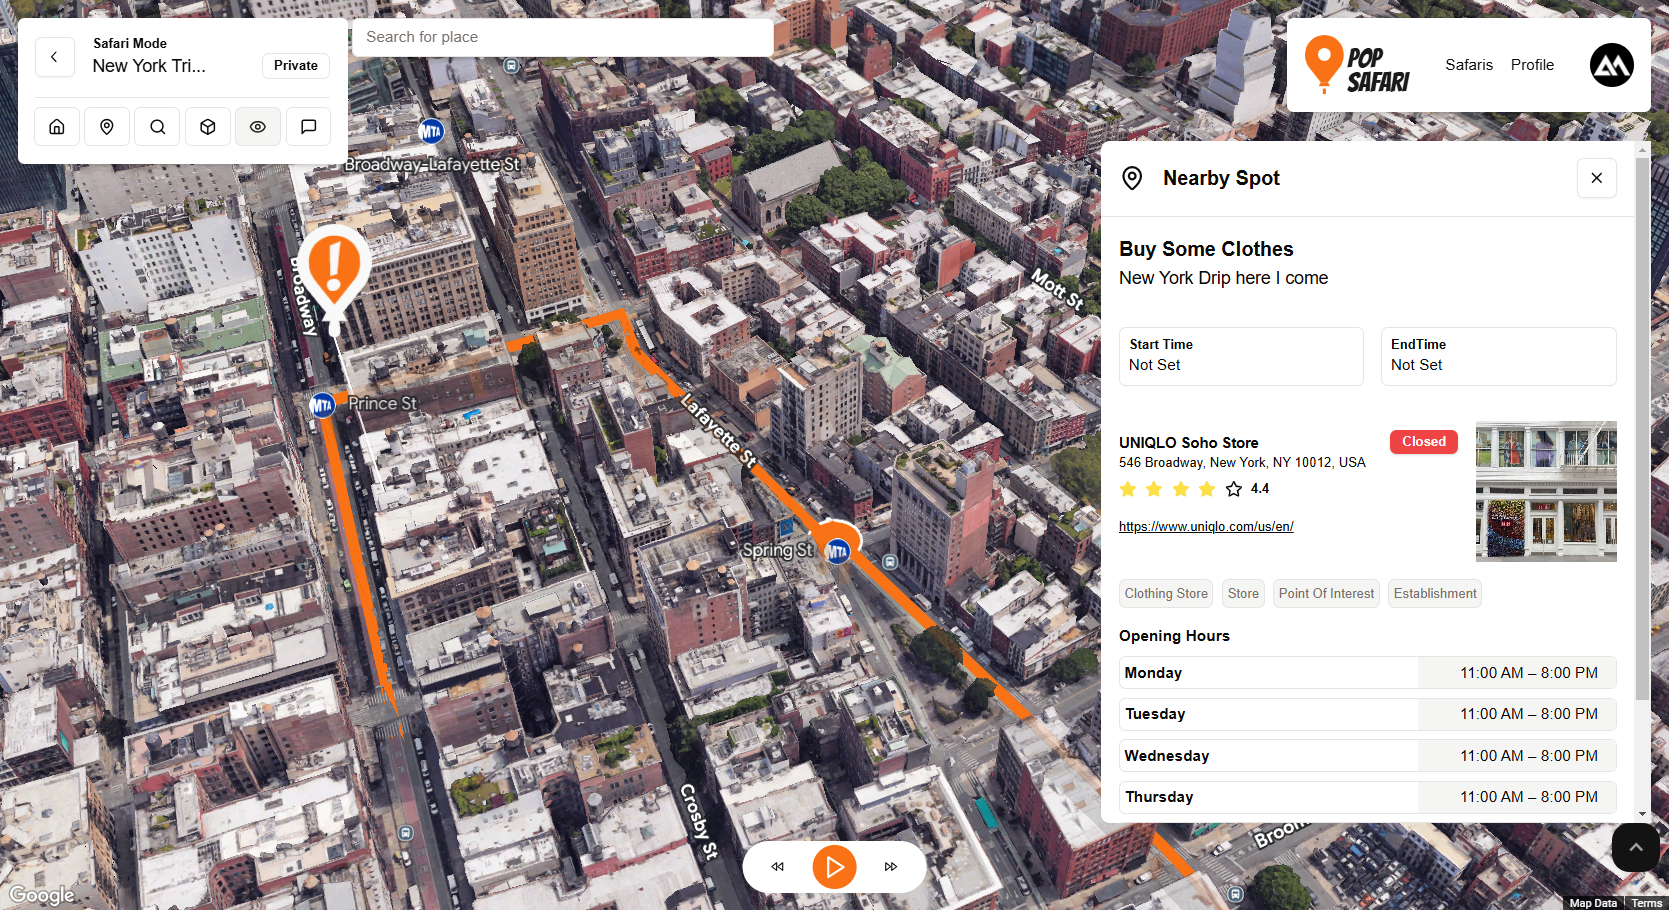 Safari Mode
New York Tri...
Private
Search for place
POP
SAFARI
Safaris
Profile
MTA
Broadway-Lafayette St
Broadway
MTA
Prince St
Mott St
Lafayette St
Spring St
MTA
Crosby St
Broom
Nearby Spot
Buy Some Clothes
New York Drip here I come
Start Time
Not Set
EndTime
Not Set
UNIQLO Soho Store
Closed
546 Broadway, New York, NY 10012, USA
4.4
https://www.uniqlo.com/us/en/
Clothing Store
Store
Point Of Interest
Establishment
Opening Hours
Monday 11:00 AM – 8:00 PM
Tuesday 11:00 AM – 8:00 PM
Wednesday 11:00 AM – 8:00 PM
Thursday 11:00 AM – 8:00 PM
Google
Map Data
Terms